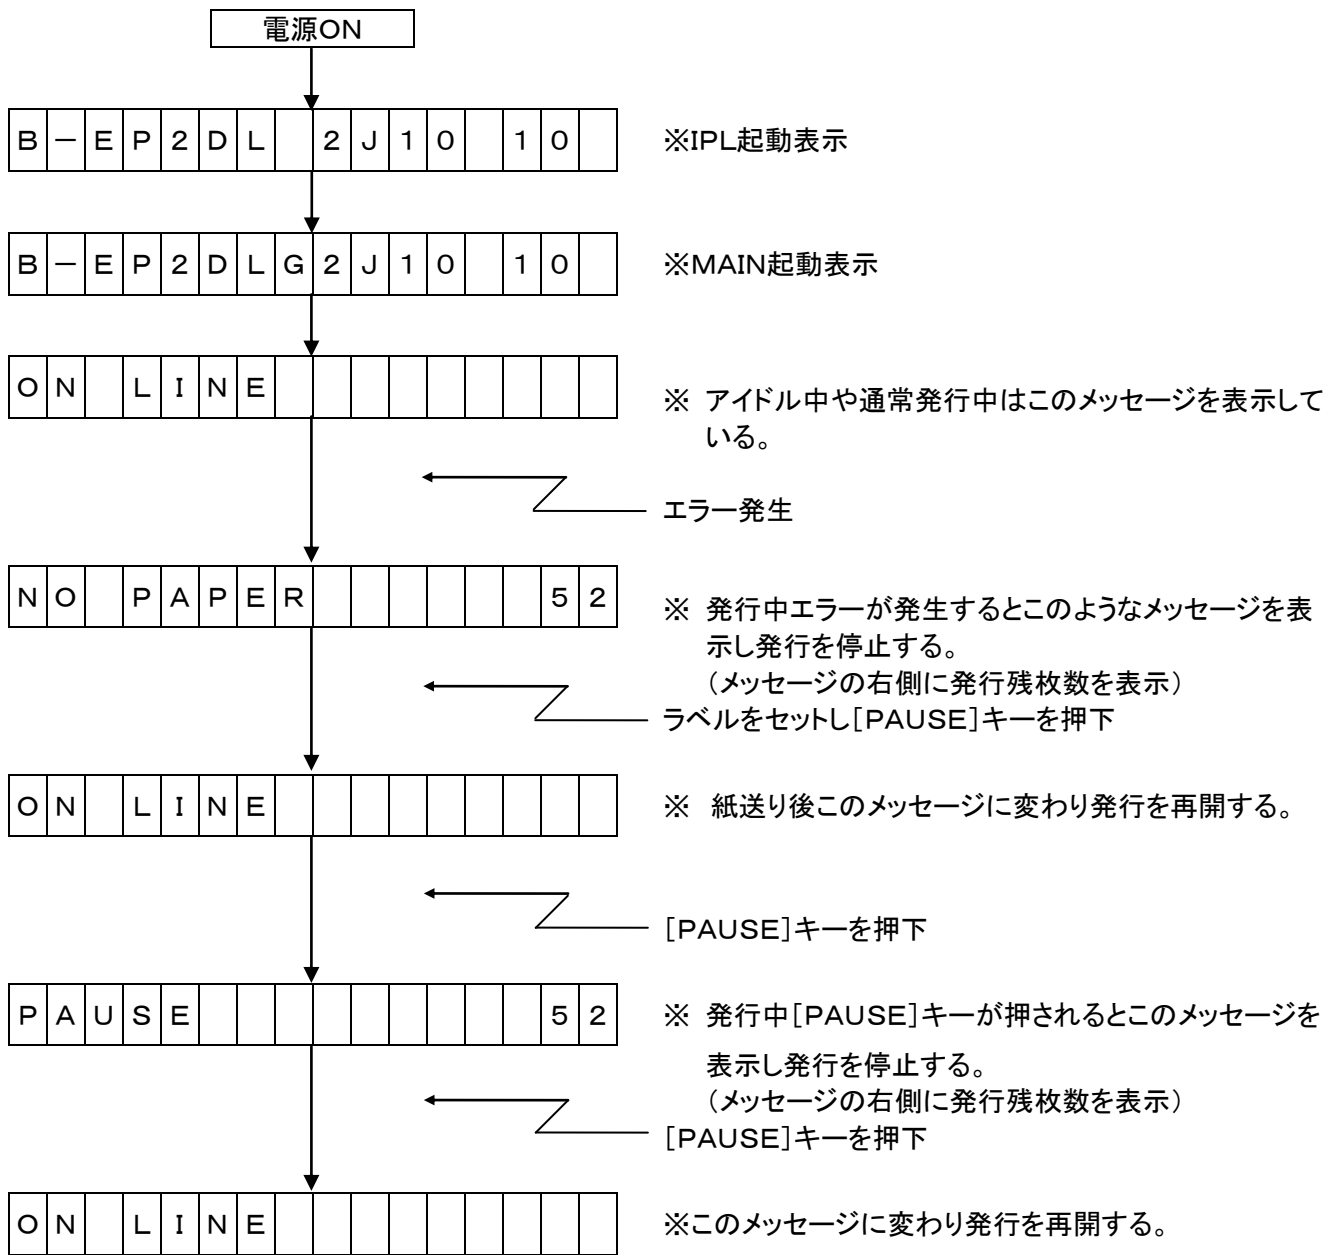 電源ON
B－EP2DL 2J10 10
※IPL起動表示
B－EP2DLG2J10 10
※MAIN起動表示
ON LINE
※ アイドル中や通常発行中はこのメッセージを表示して
いる。
エラー発生
NO PAPER 52
※ 発行中エラーが発生するとこのようなメッセージを表
示し発行を停止する。
（メッセージの右側に発行残枚数を表示）
ラベルをセットし［PAUSE］キーを押下
ON LINE
※ 紙送り後このメッセージに変わり発行を再開する。
［PAUSE］キーを押下
PAUSE 52
※ 発行中［PAUSE］キーが押されるとこのメッセージを
表示し発行を停止する。
（メッセージの右側に発行残枚数を表示）
［PAUSE］キーを押下
ON LINE
※このメッセージに変わり発行を再開する。